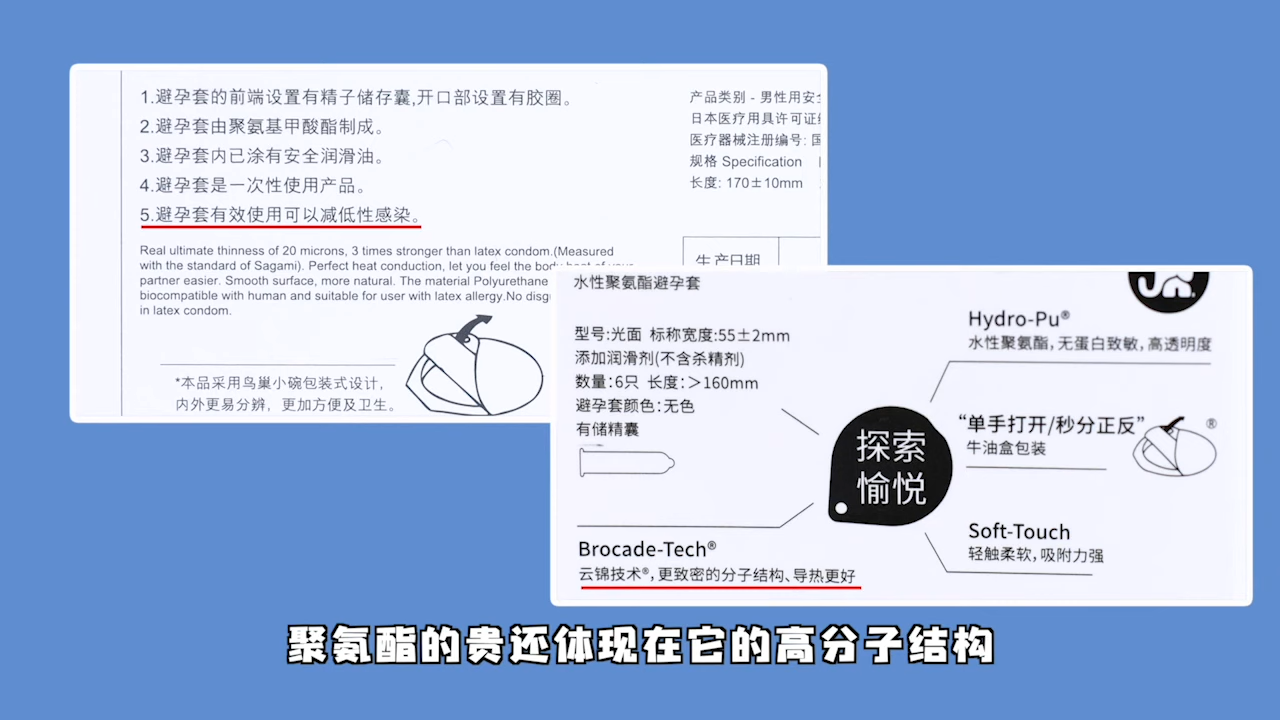 1.避孕套的前端设置有精子储存囊,开口部设置有胶圈。
2.避孕套由聚氨基甲酸酯制成。
3.避孕套内已涂有安全润滑油。
4.避孕套是一次性使用产品。
5.避孕套有效使用可以减低性感染。
Real ultimate thinness of 20 microns, 3 times stronger than latex condom.(Measured
with the standard of Sagami). Perfect heat conduction, let you feel the body heat of your
partner easier. Smooth surface, more natural. The material Polyurethane
biocompatible with human and suitable for user with latex allergy.No
in latex condom.
*本品采用鸟巢小碗包装式设计,
内外更易分辨, 更加方便及卫生。
产品类别 - 男性用安
日本医疗用具许可证
医疗器械注册编号: 国
规格 Specification
长度: 170±10mm
生产日期
水性聚氨酯避孕套
型号:光面 标称宽度:55±2mm
添加润滑剂(不含杀精剂)
数量:6只 长度:>160mm
避孕套颜色:无色
有储精囊
Brocade-Tech®
云锦技术®,更致密的分子结构、导热更好
探索
愉悦
Hydro-Pu®
水性聚氨酯,无蛋白致敏,高透明度
“单手打开/秒分正反”®
牛油盒包装
Soft-Touch
轻触柔软,吸附力强
聚氨酯的贵还体现在它的高分子结构